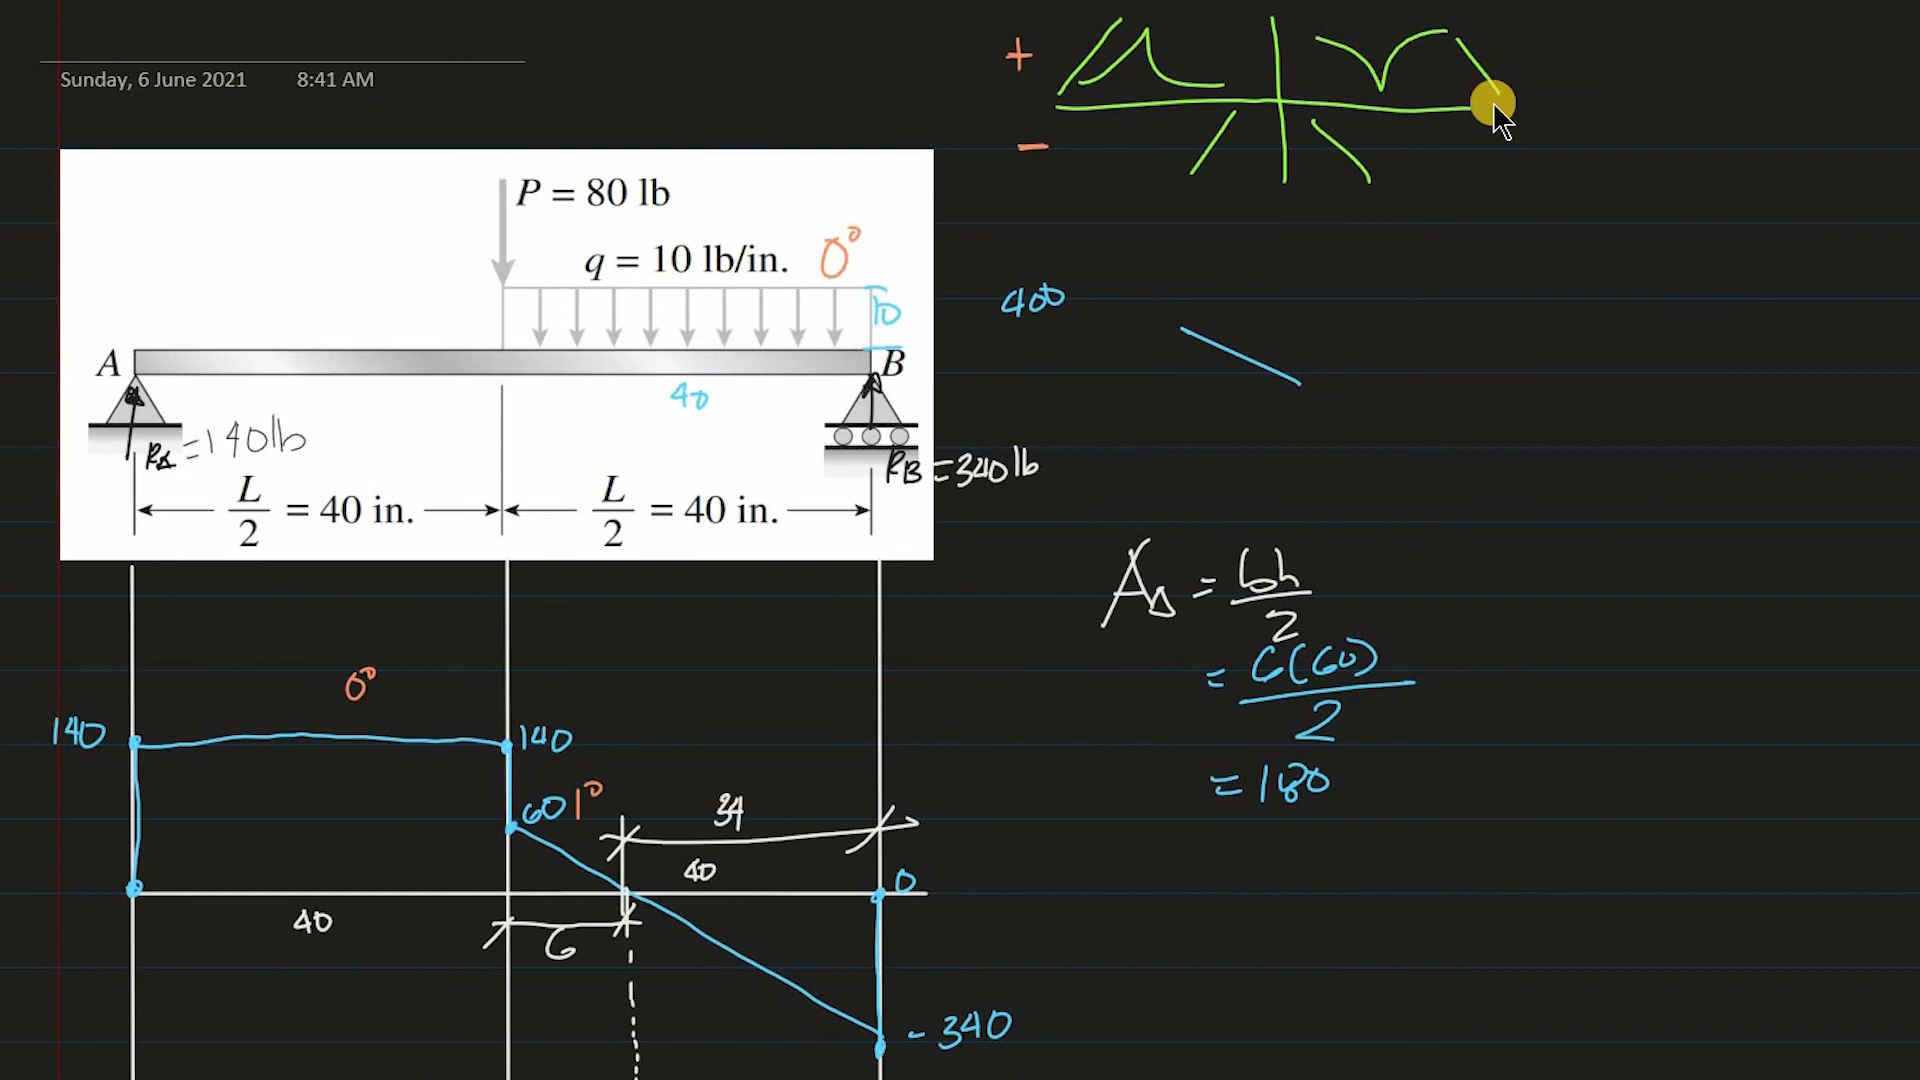 Sunday, 6 June 2021 8:41 AM
+
−
P = 80 lb
q = 10 lb/in. 0°
10
400
A
B
40
RA = 140 lb
RB = 340 lb
L/2 = 40 in.
L/2 = 40 in.
A△ = bh/2
= 6(60)/2
= 180
0°
140
140
60 1°
34
40
0
40
6
- 340